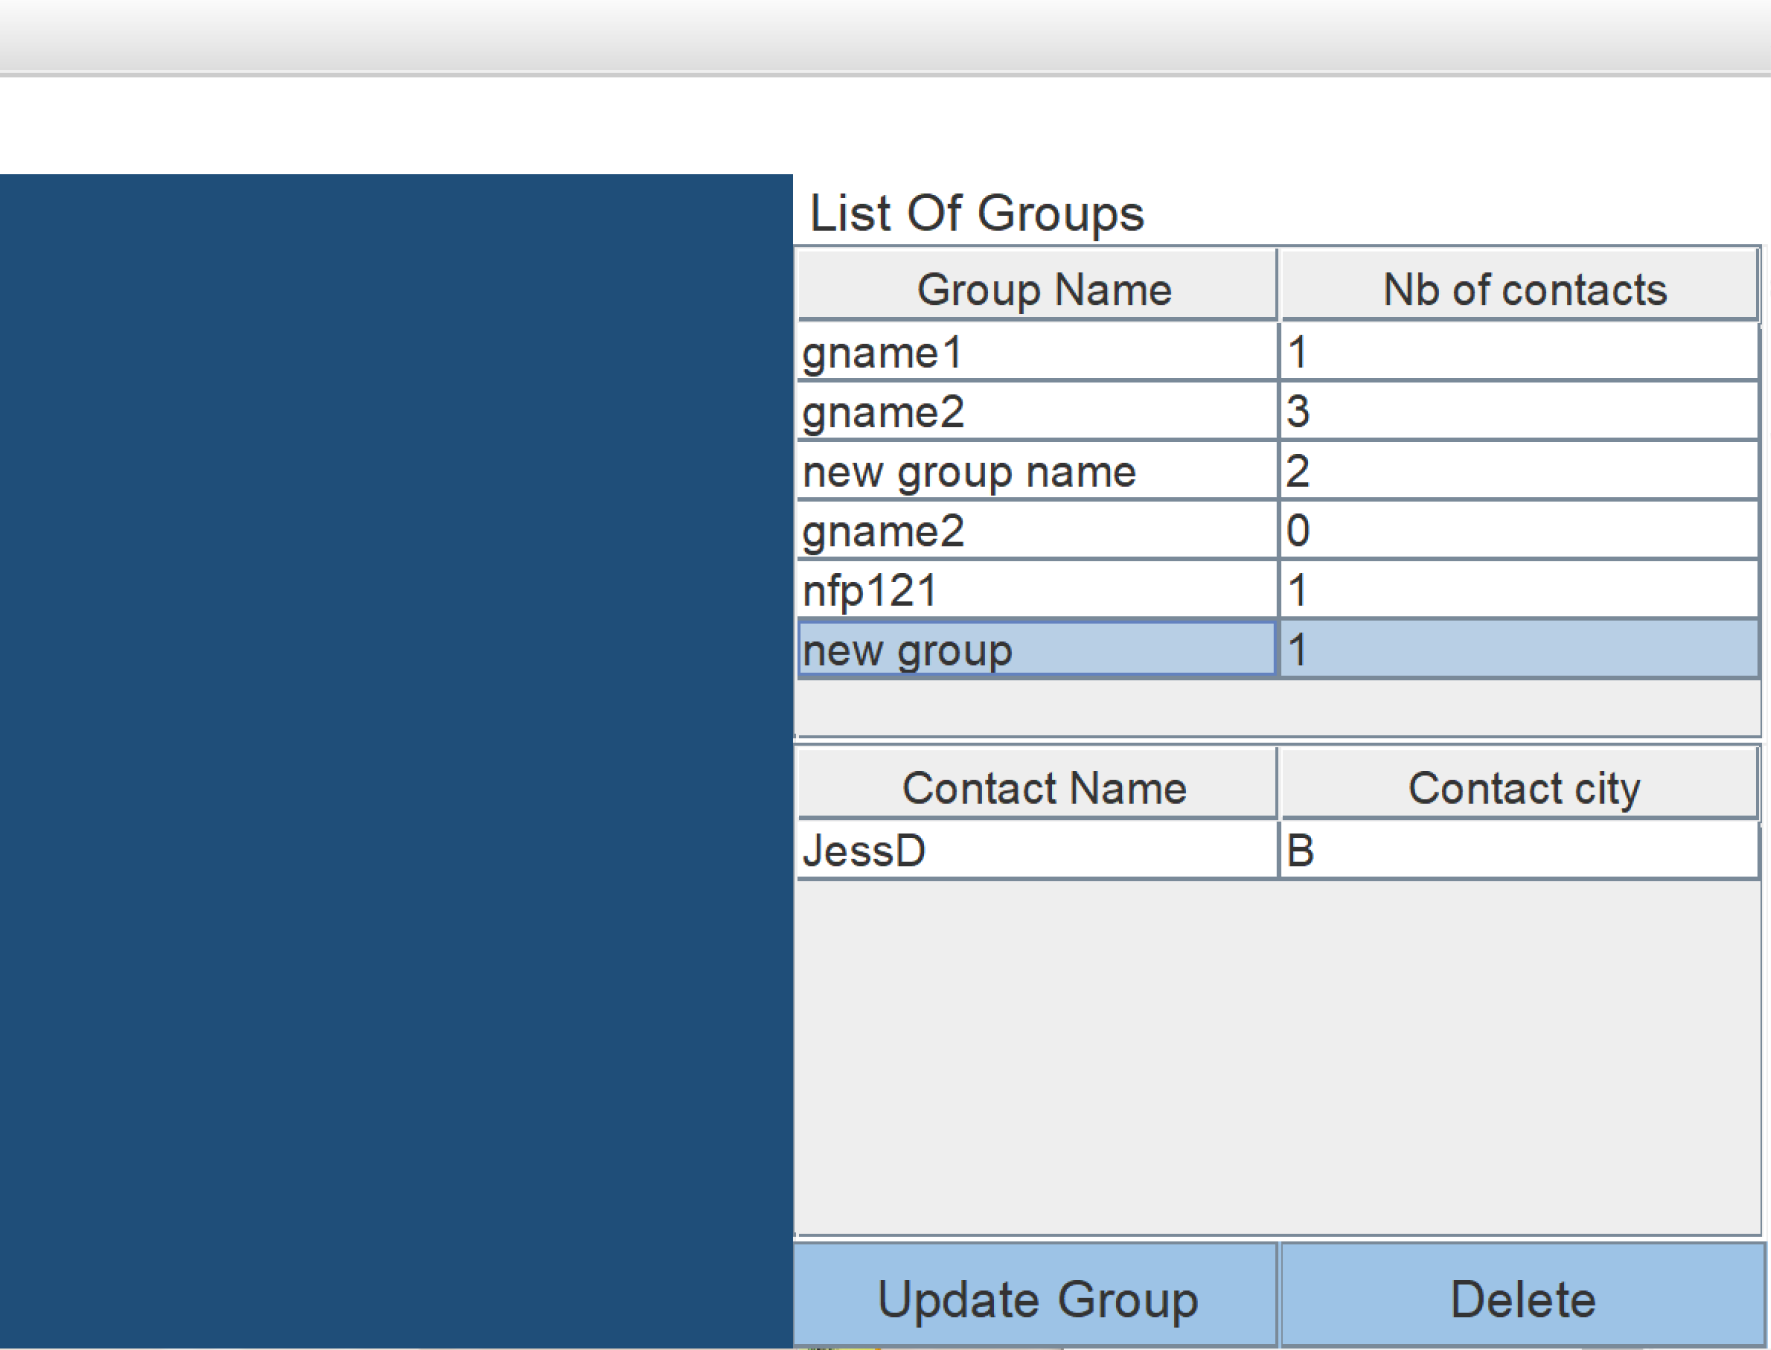 List Of Groups
Group Name Nb of contacts
gname1 1
gname2 3
new group name 2
gname2 0
nfp121 1
new group 1
Contact Name Contact city
JessD B
Update Group Delete